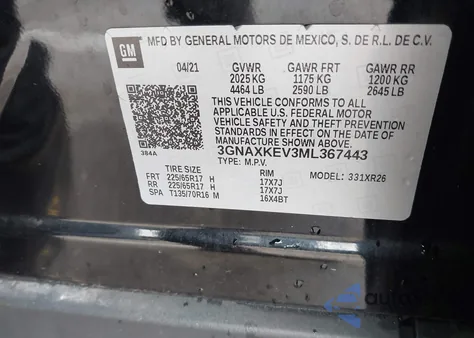 GM
MFD BY GENERAL MOTORS DE MEXICO, S. DE R.L. DE C.V.
04/21 GVWR GAWR FRT GAWR RR
2025 KG 1175 KG 1200 KG
4464 LB 2590 LB 2645 LB
THIS VEHICLE CONFORMS TO ALL
APPLICABLE U.S. FEDERAL MOTOR
VEHICLE SAFETY AND THEFT
PREVENTION STANDARDS IN EFFECT
ON THE DATE OF
MANUFACTURE SHOWN ABOVE.
3GNAXKEV3ML367443
384A TYPE: M.P.V.
TIRE SIZE RIM MODEL: 331XR26
FRT 225/65R17 H 17X7J
RR 225/65R17 H 17X7J
SPA T135/70R16 M 16X4BT